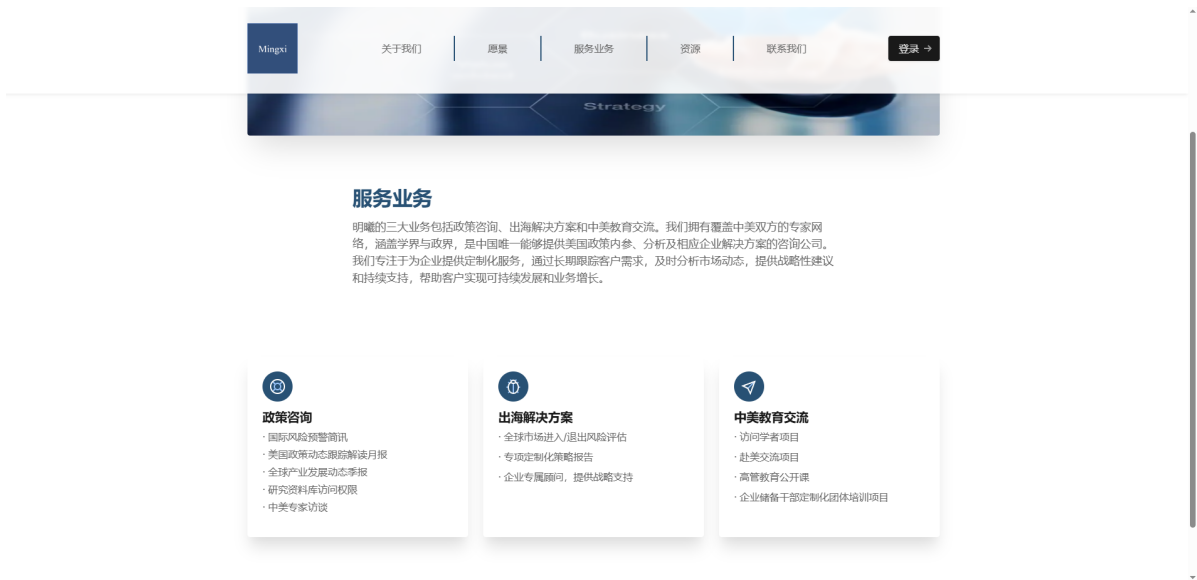 Mingxi
关于我们
愿景
服务业务
资源
联系我们
登录 →
Strategy
服务业务
明曦的三大业务包括政策咨询、出海解决方案和中美教育交流。我们拥有覆盖中美双方的专家网
络，涵盖学界与政界，是中国唯一能够提供美国政策内参、分析及相应企业解决方案的咨询公司。
我们专注于为企业提供定制化服务，通过长期跟踪客户需求，及时分析市场动态，提供战略性建议
和持续支持，帮助客户实现可持续发展和业务增长。
政策咨询
· 国际风险预警简讯
· 美国政策动态跟踪解读月报
· 全球产业发展动态季报
· 研究资料库访问权限
· 中美专家访谈
出海解决方案
· 全球市场进入/退出风险评估
· 专项定制化策略报告
· 企业专属顾问，提供战略支持
中美教育交流
· 访问学者项目
· 赴美交流项目
· 高管教育公开课
· 企业储备干部定制化团体培训项目